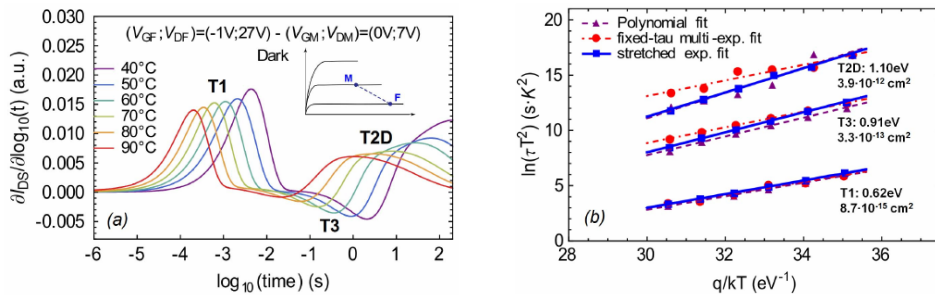 (V_GF;V_DF)=(-1V;27V) - (V_GM;V_DM)=(0V;7V)
Dark
M
F
40°C
50°C
60°C
70°C
80°C
90°C
T1
T2D
T3
(a)
∂I_DS/∂log₁₀(t) (a.u.)
0.030
0.025
0.020
0.015
0.010
0.005
0.000
-0.005
-6 -5 -4 -3 -2 -1 0 1 2
log₁₀(time) (s)
Polynomial fit
fixed-tau multi-exp. fit
stretched exp. fit
T2D: 1.10eV
3.9·10⁻¹² cm²
T3: 0.91eV
3.3·10⁻¹³ cm²
T1: 0.62eV
8.7·10⁻¹⁵ cm²
(b)
ln(τT²) (s·K²)
20
15
10
5
0
29 30 31 32 33 34 35 36
q/kT (eV⁻¹)